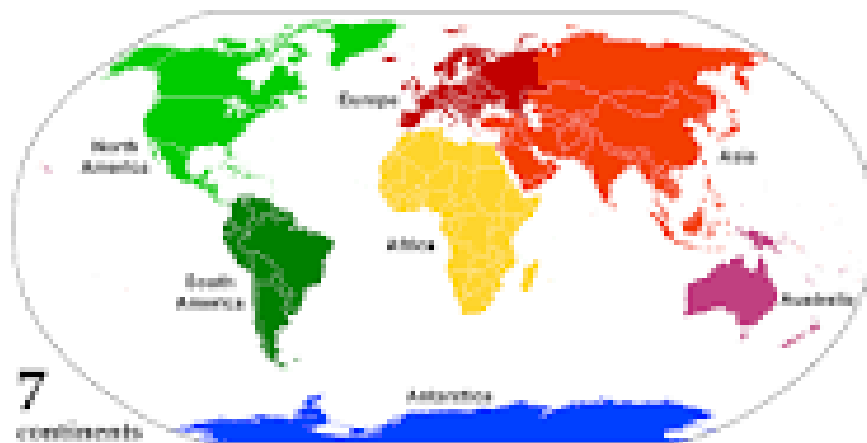 Europe
North
America
Asia
Africa
South
America
Australia
Antarctica
7
continents